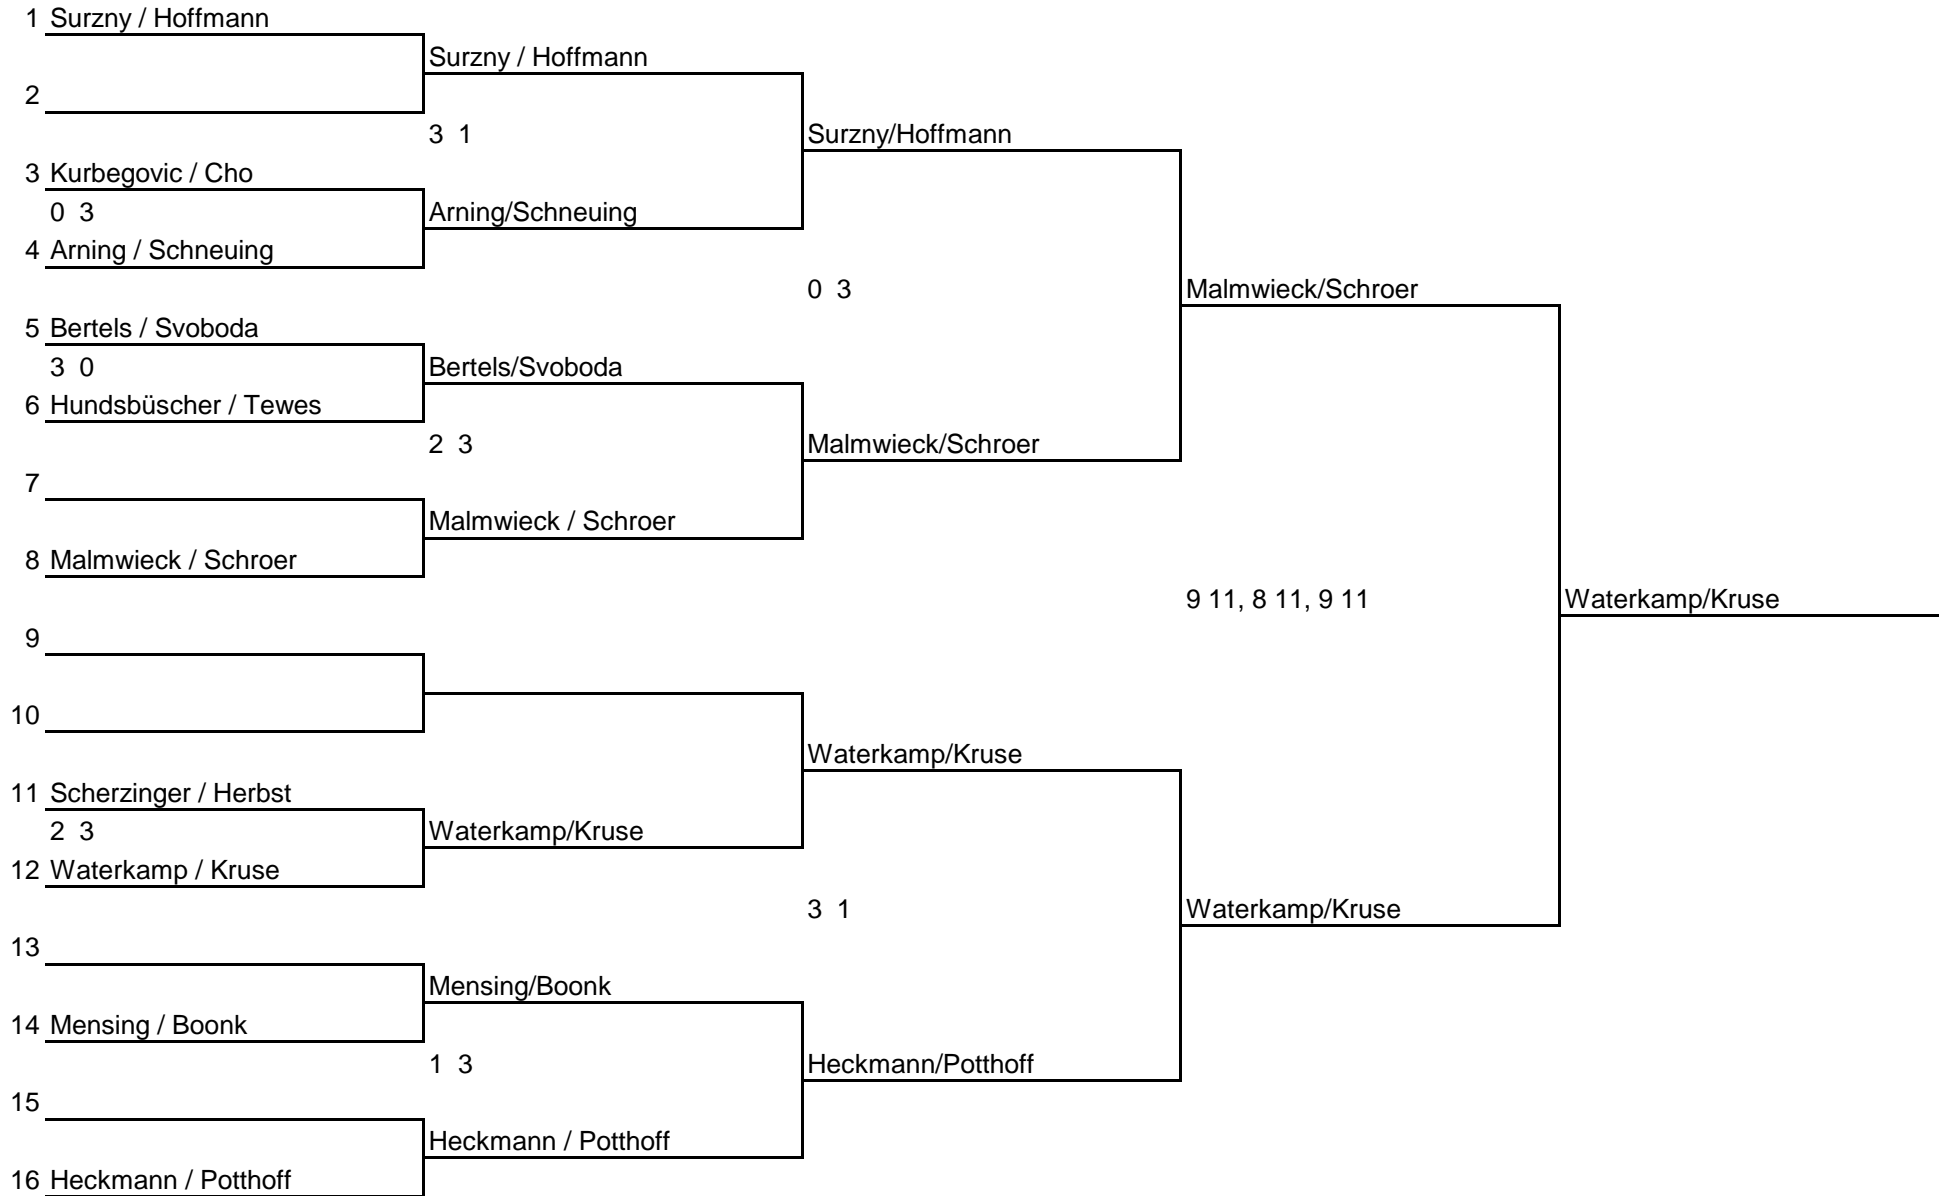 1 Surzny / Hoffmann
Surzny / Hoffmann
2
3 1
Surzny/Hoffmann
3 Kurbegovic / Cho
0 3
Arning/Schneuing
4 Arning / Schneuing
0 3
Malmwieck/Schroer
5 Bertels / Svoboda
3 0
Bertels/Svoboda
6 Hundsbüscher / Tewes
2 3
Malmwieck/Schroer
7
Malmwieck / Schroer
8 Malmwieck / Schroer
9 11, 8 11, 9 11
Waterkamp/Kruse
9
10
Waterkamp/Kruse
11 Scherzinger / Herbst
2 3
Waterkamp/Kruse
12 Waterkamp / Kruse
3 1
Waterkamp/Kruse
13
Mensing/Boonk
14 Mensing / Boonk
1 3
Heckmann/Potthoff
15
Heckmann / Potthoff
16 Heckmann / Potthoff